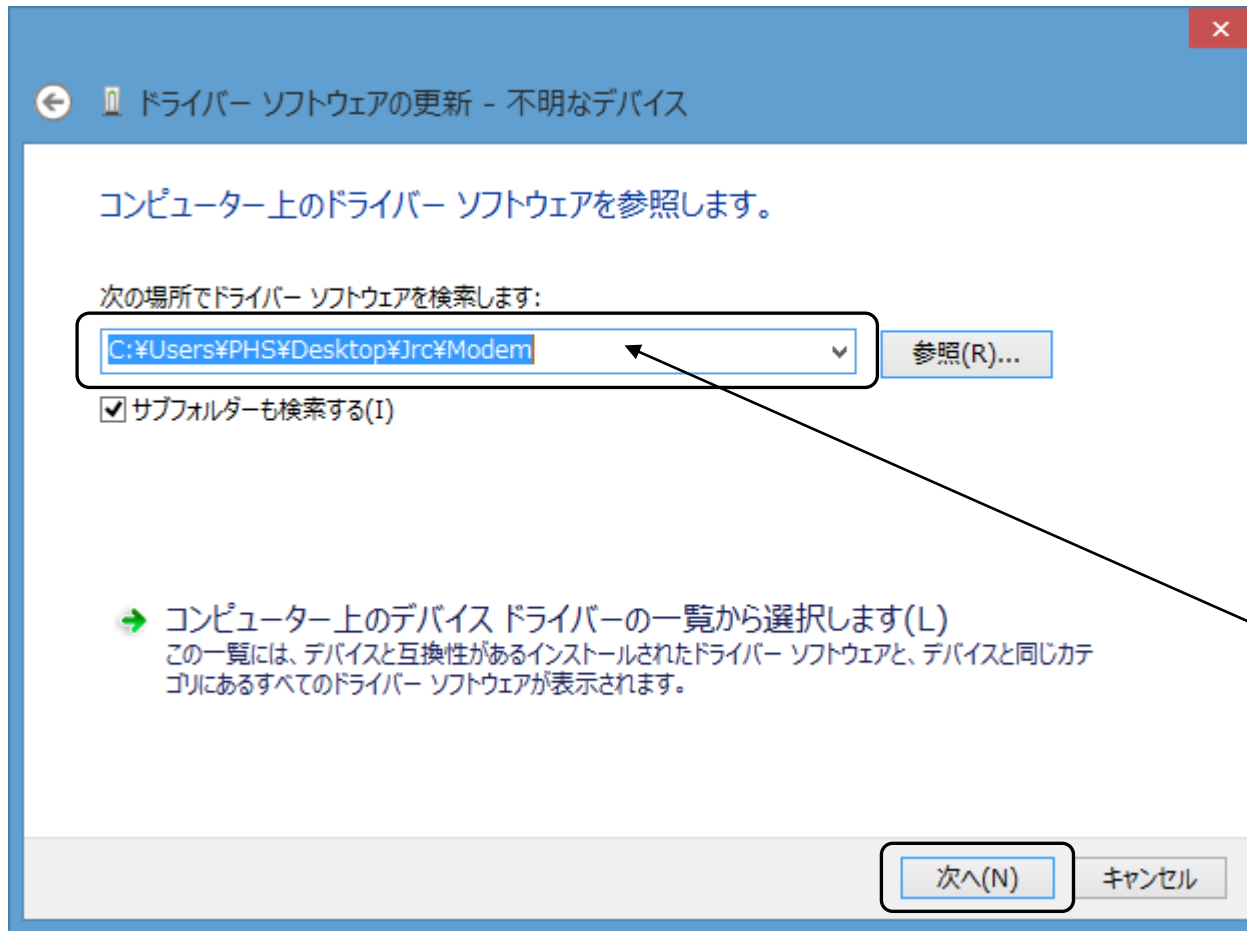 ドライバー ソフトウェアの更新 - 不明なデバイス
コンピューター上のドライバー ソフトウェアを参照します。
次の場所でドライバー ソフトウェアを検索します:
C:¥Users¥PHS¥Desktop¥Jrc¥Modem
参照(R)...
サブフォルダーも検索する(I)
コンピューター上のデバイス ドライバーの一覧から選択します(L)
この一覧には、デバイスと互換性があるインストールされたドライバー ソフトウェアと、デバイスと同じカテ
ゴリにあるすべてのドライバー ソフトウェアが表示されます。
次へ(N)
キャンセル